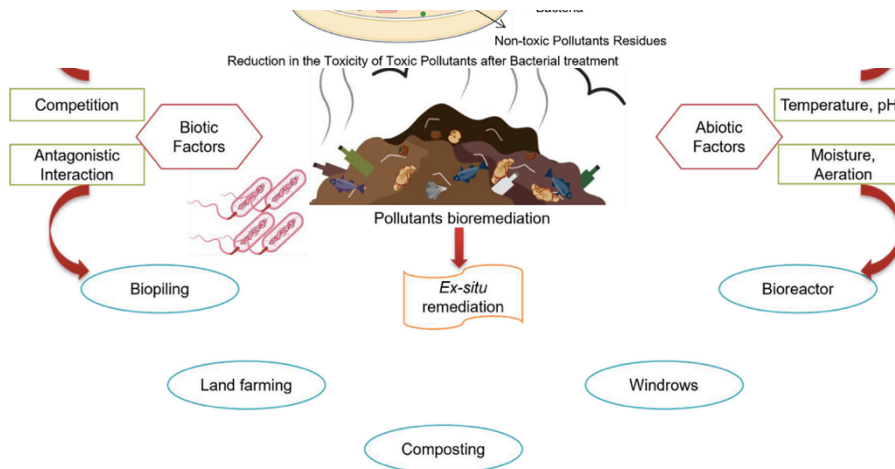 Bacteria
Non-toxic Pollutants Residues
Reduction in the Toxicity of Toxic Pollutants after Bacterial treatment
Competition
Biotic
Factors
Antagonistic
Interaction
Abiotic
Factors
Temperature, pH
Moisture,
Aeration
Pollutants bioremediation
Ex-situ
remediation
Biopiling
Bioreactor
Land farming
Windrows
Composting